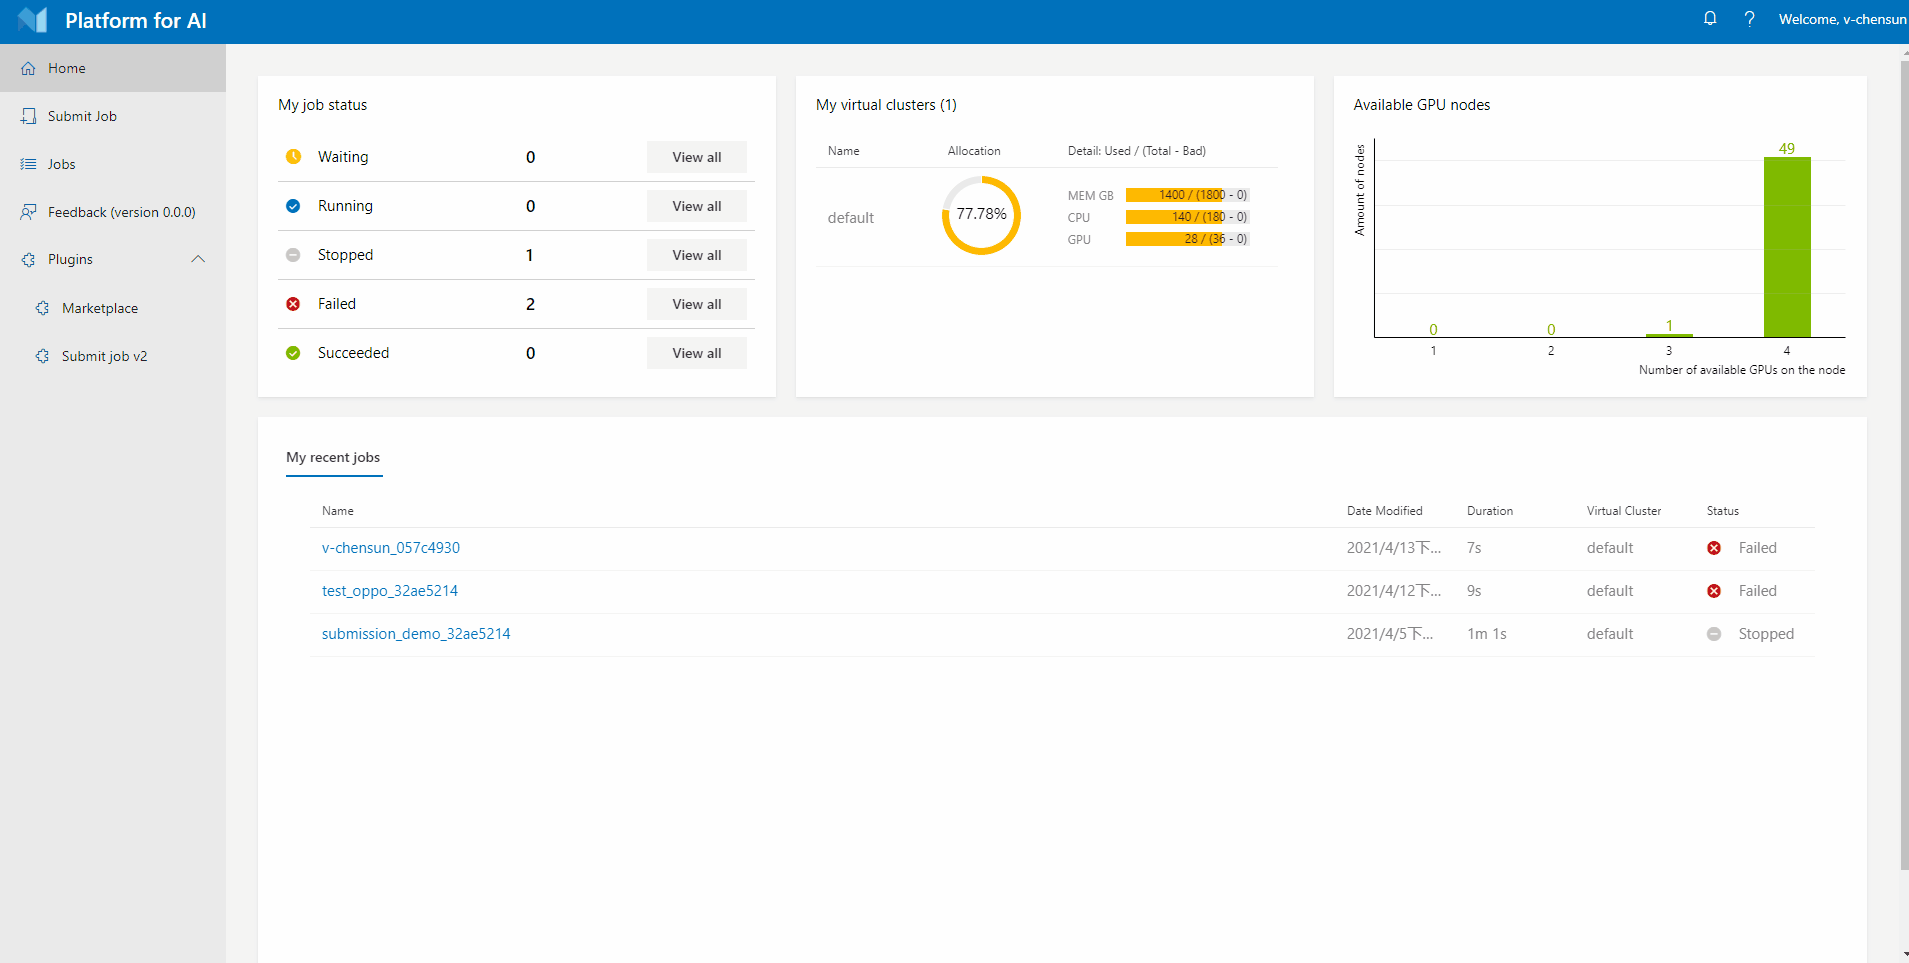 Platform for AI
Welcome, v-chensun
Home
Submit Job
Jobs
Feedback (version 0.0.0)
Plugins
Marketplace
Submit job v2
My job status
Waiting 0 View all
Running 0 View all
Stopped 1 View all
Failed 2 View all
Succeeded 0 View all
My virtual clusters (1)
Name Allocation Detail: Used / (Total - Bad)
default 77.78%
MEM GB 1400 / (1800 - 0)
CPU 140 / (180 - 0)
GPU 28 / (36 - 0)
Available GPU nodes
Amount of nodes
0 0 1 49
1 2 3 4
Number of available GPUs on the node
My recent jobs
Name Date Modified Duration Virtual Cluster Status
v-chensun_057c4930 2021/4/13下... 7s default Failed
test_oppo_32ae5214 2021/4/12下... 9s default Failed
submission_demo_32ae5214 2021/4/5下... 1m 1s default Stopped